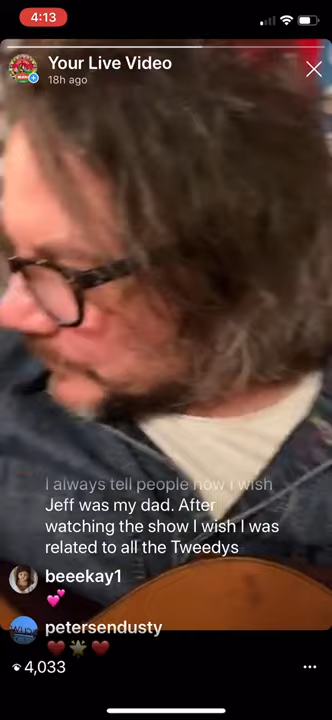 4:13
Your Live Video
18h ago
I always tell people how I wish
Jeff was my dad. After
watching the show I wish I was
related to all the Tweedys
beeekay1
💕
petersendusty
❤️🌟❤️
4,033